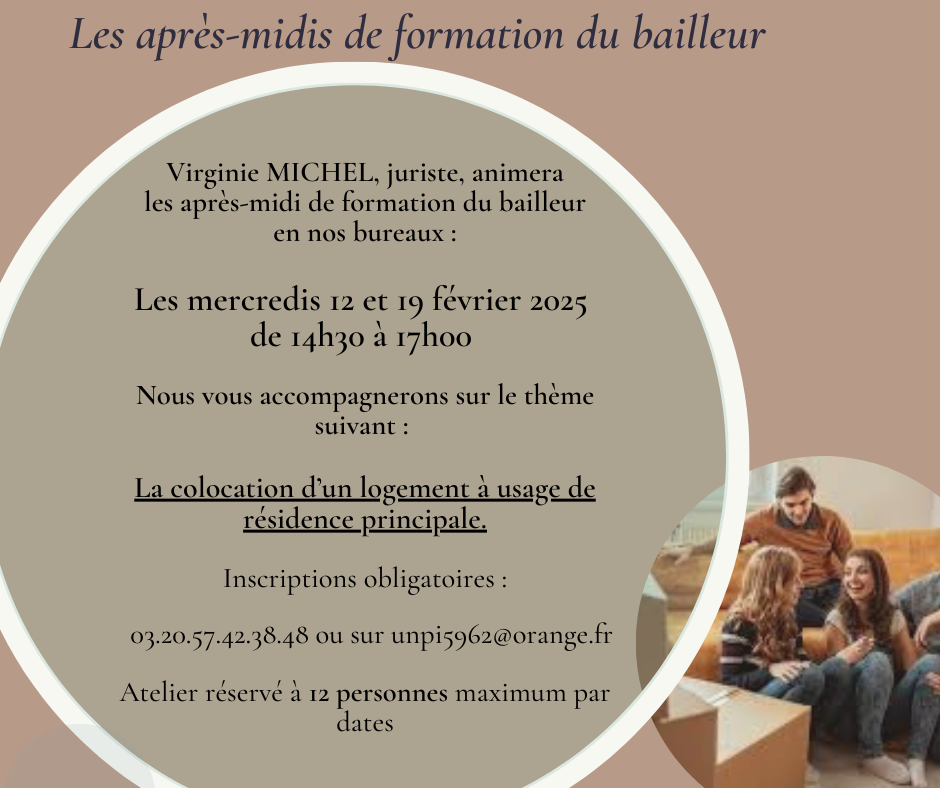 Les après-midis de formation du bailleur
Virginie MICHEL, juriste, animera
les après-midi de formation du bailleur
en nos bureaux :
Les mercredis 12 et 19 février 2025
de 14h30 à 17h00
Nous vous accompagnerons sur le thème
suivant :
La colocation d'un logement à usage de
résidence principale.
Inscriptions obligatoires :
03.20.57.42.38.48 ou sur unpi5962@orange.fr
Atelier réservé à 12 personnes maximum par
dates